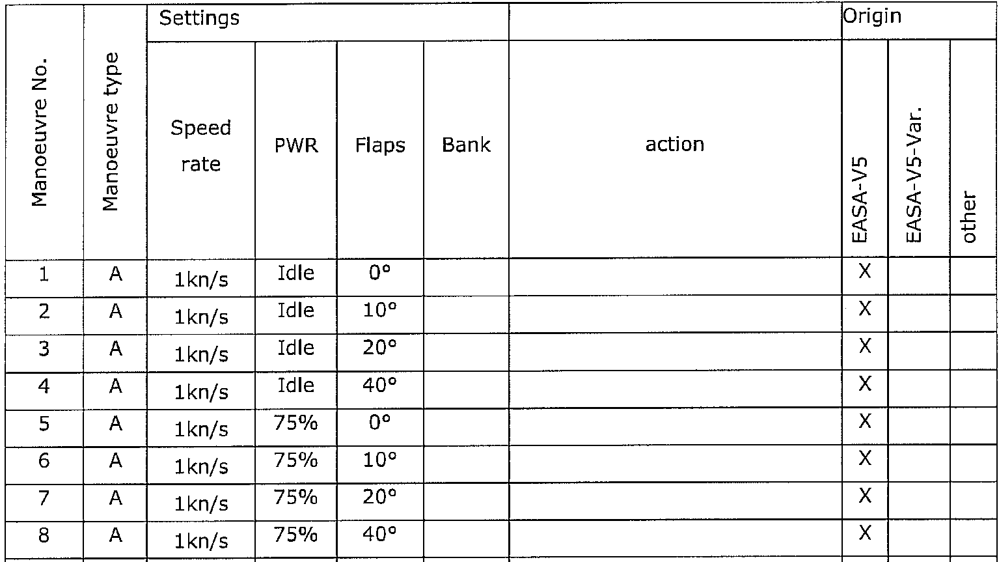 Settings Origin
Manoeuvre No. Manoeuvre type Speed rate PWR Flaps Bank action EASA-V5 EASA-V5-Var. other
1 A 1kn/s Idle 0° X
2 A 1kn/s Idle 10° X
3 A 1kn/s Idle 20° X
4 A 1kn/s Idle 40° X
5 A 1kn/s 75% 0° X
6 A 1kn/s 75% 10° X
7 A 1kn/s 75% 20° X
8 A 1kn/s 75% 40° X